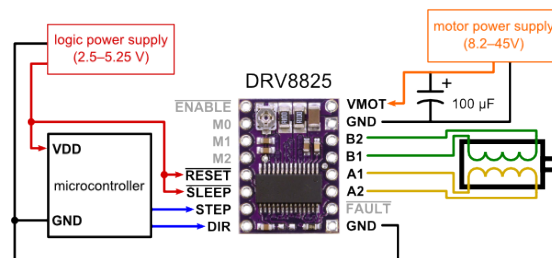 logic power supply
(2.5–5.25 V)
motor power supply
(8.2–45V)
DRV8825
+
100 µF
VDD
microcontroller
GND
ENABLE
M0
M1
M2
RESET
SLEEP
STEP
DIR
VMOT
GND
B2
B1
A1
A2
FAULT
GND